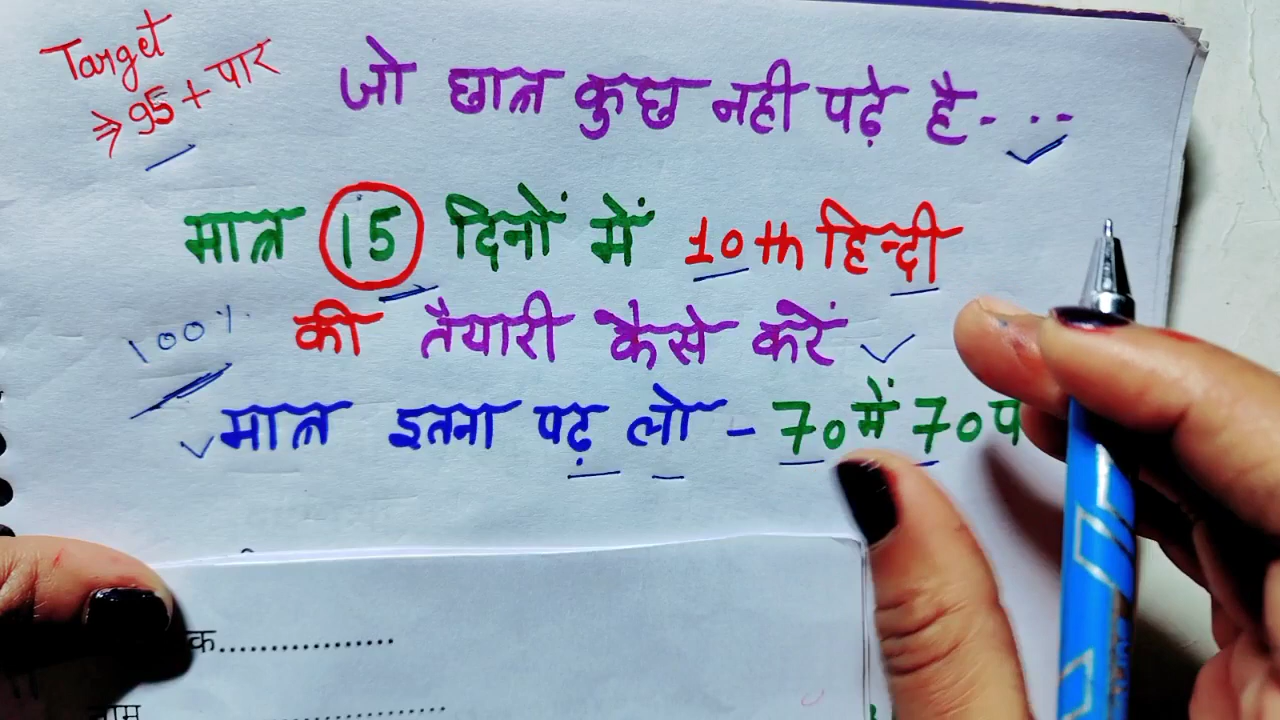 Target
⇒ 95+ पार
जो छात्र कुछ नही पढ़े है- - - -
मात्र 15 दिनों में 10th हिन्दी
100%
की तैयारी कैसे करें
मात्र इतना पढ़ लो - 70 में 70 प
क.................
नाम ..................